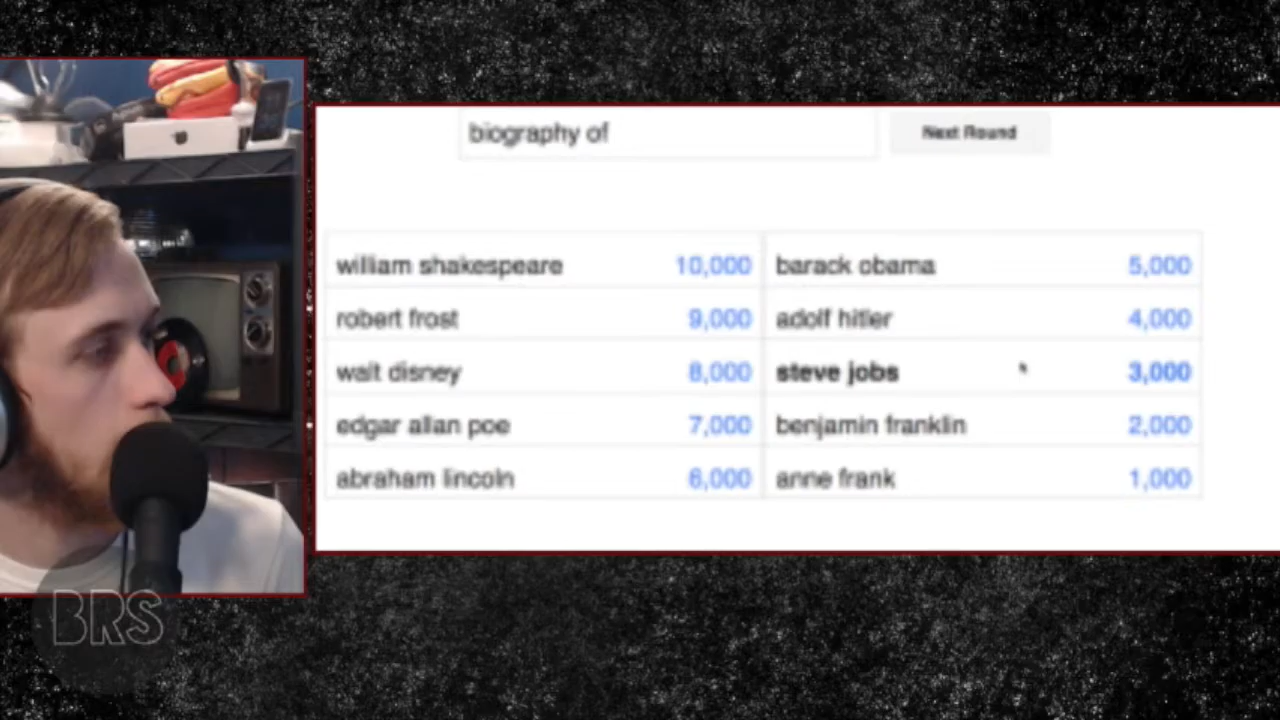 biography of
Next Round
william shakespeare 10,000 barack obama 5,000
robert frost 9,000 adolf hitler 4,000
walt disney 8,000 steve jobs 3,000
edgar allan poe 7,000 benjamin franklin 2,000
abraham lincoln 6,000 anne frank 1,000
BRS